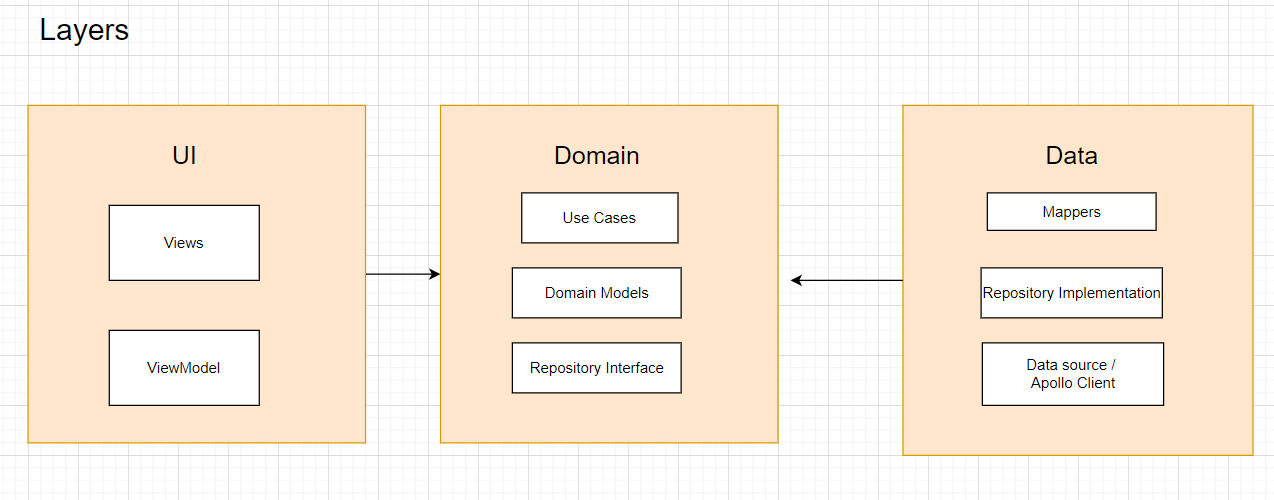 Layers
UI
Views
ViewModel
Domain
Use Cases
Domain Models
Repository Interface
Data
Mappers
Repository Implementation
Data source /
Apollo Client